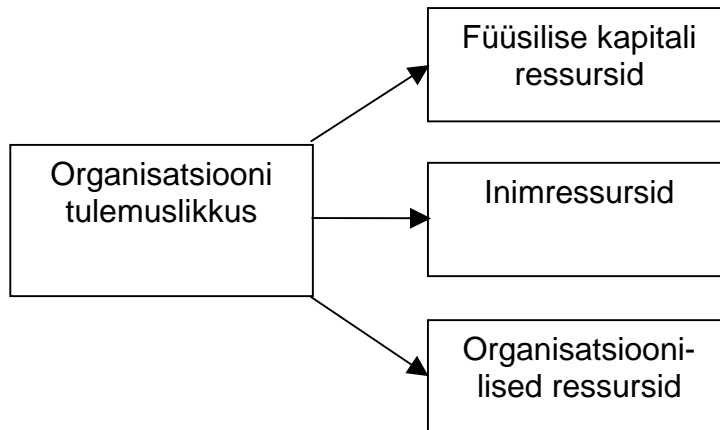 Füüsilise kapitali
ressursid
Organisatsiooni
tulemuslikkus
Inimressursid
Organisatsiooni-
lised ressursid